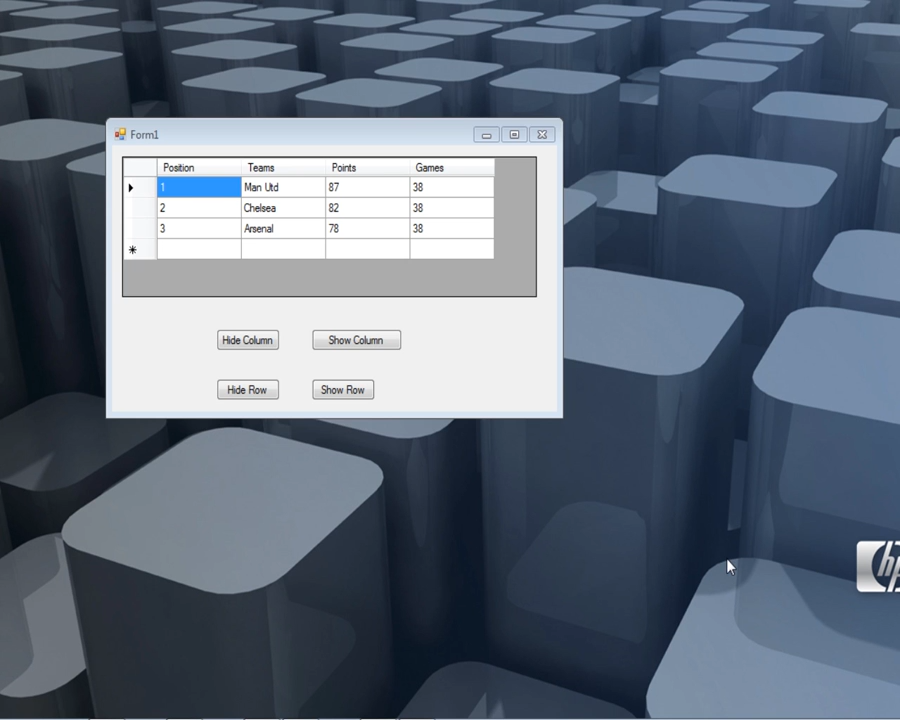 Form1
Position Teams Points Games
1 Man Utd 87 38
2 Chelsea 82 38
3 Arsenal 78 38
Hide Column Show Column
Hide Row Show Row
hp